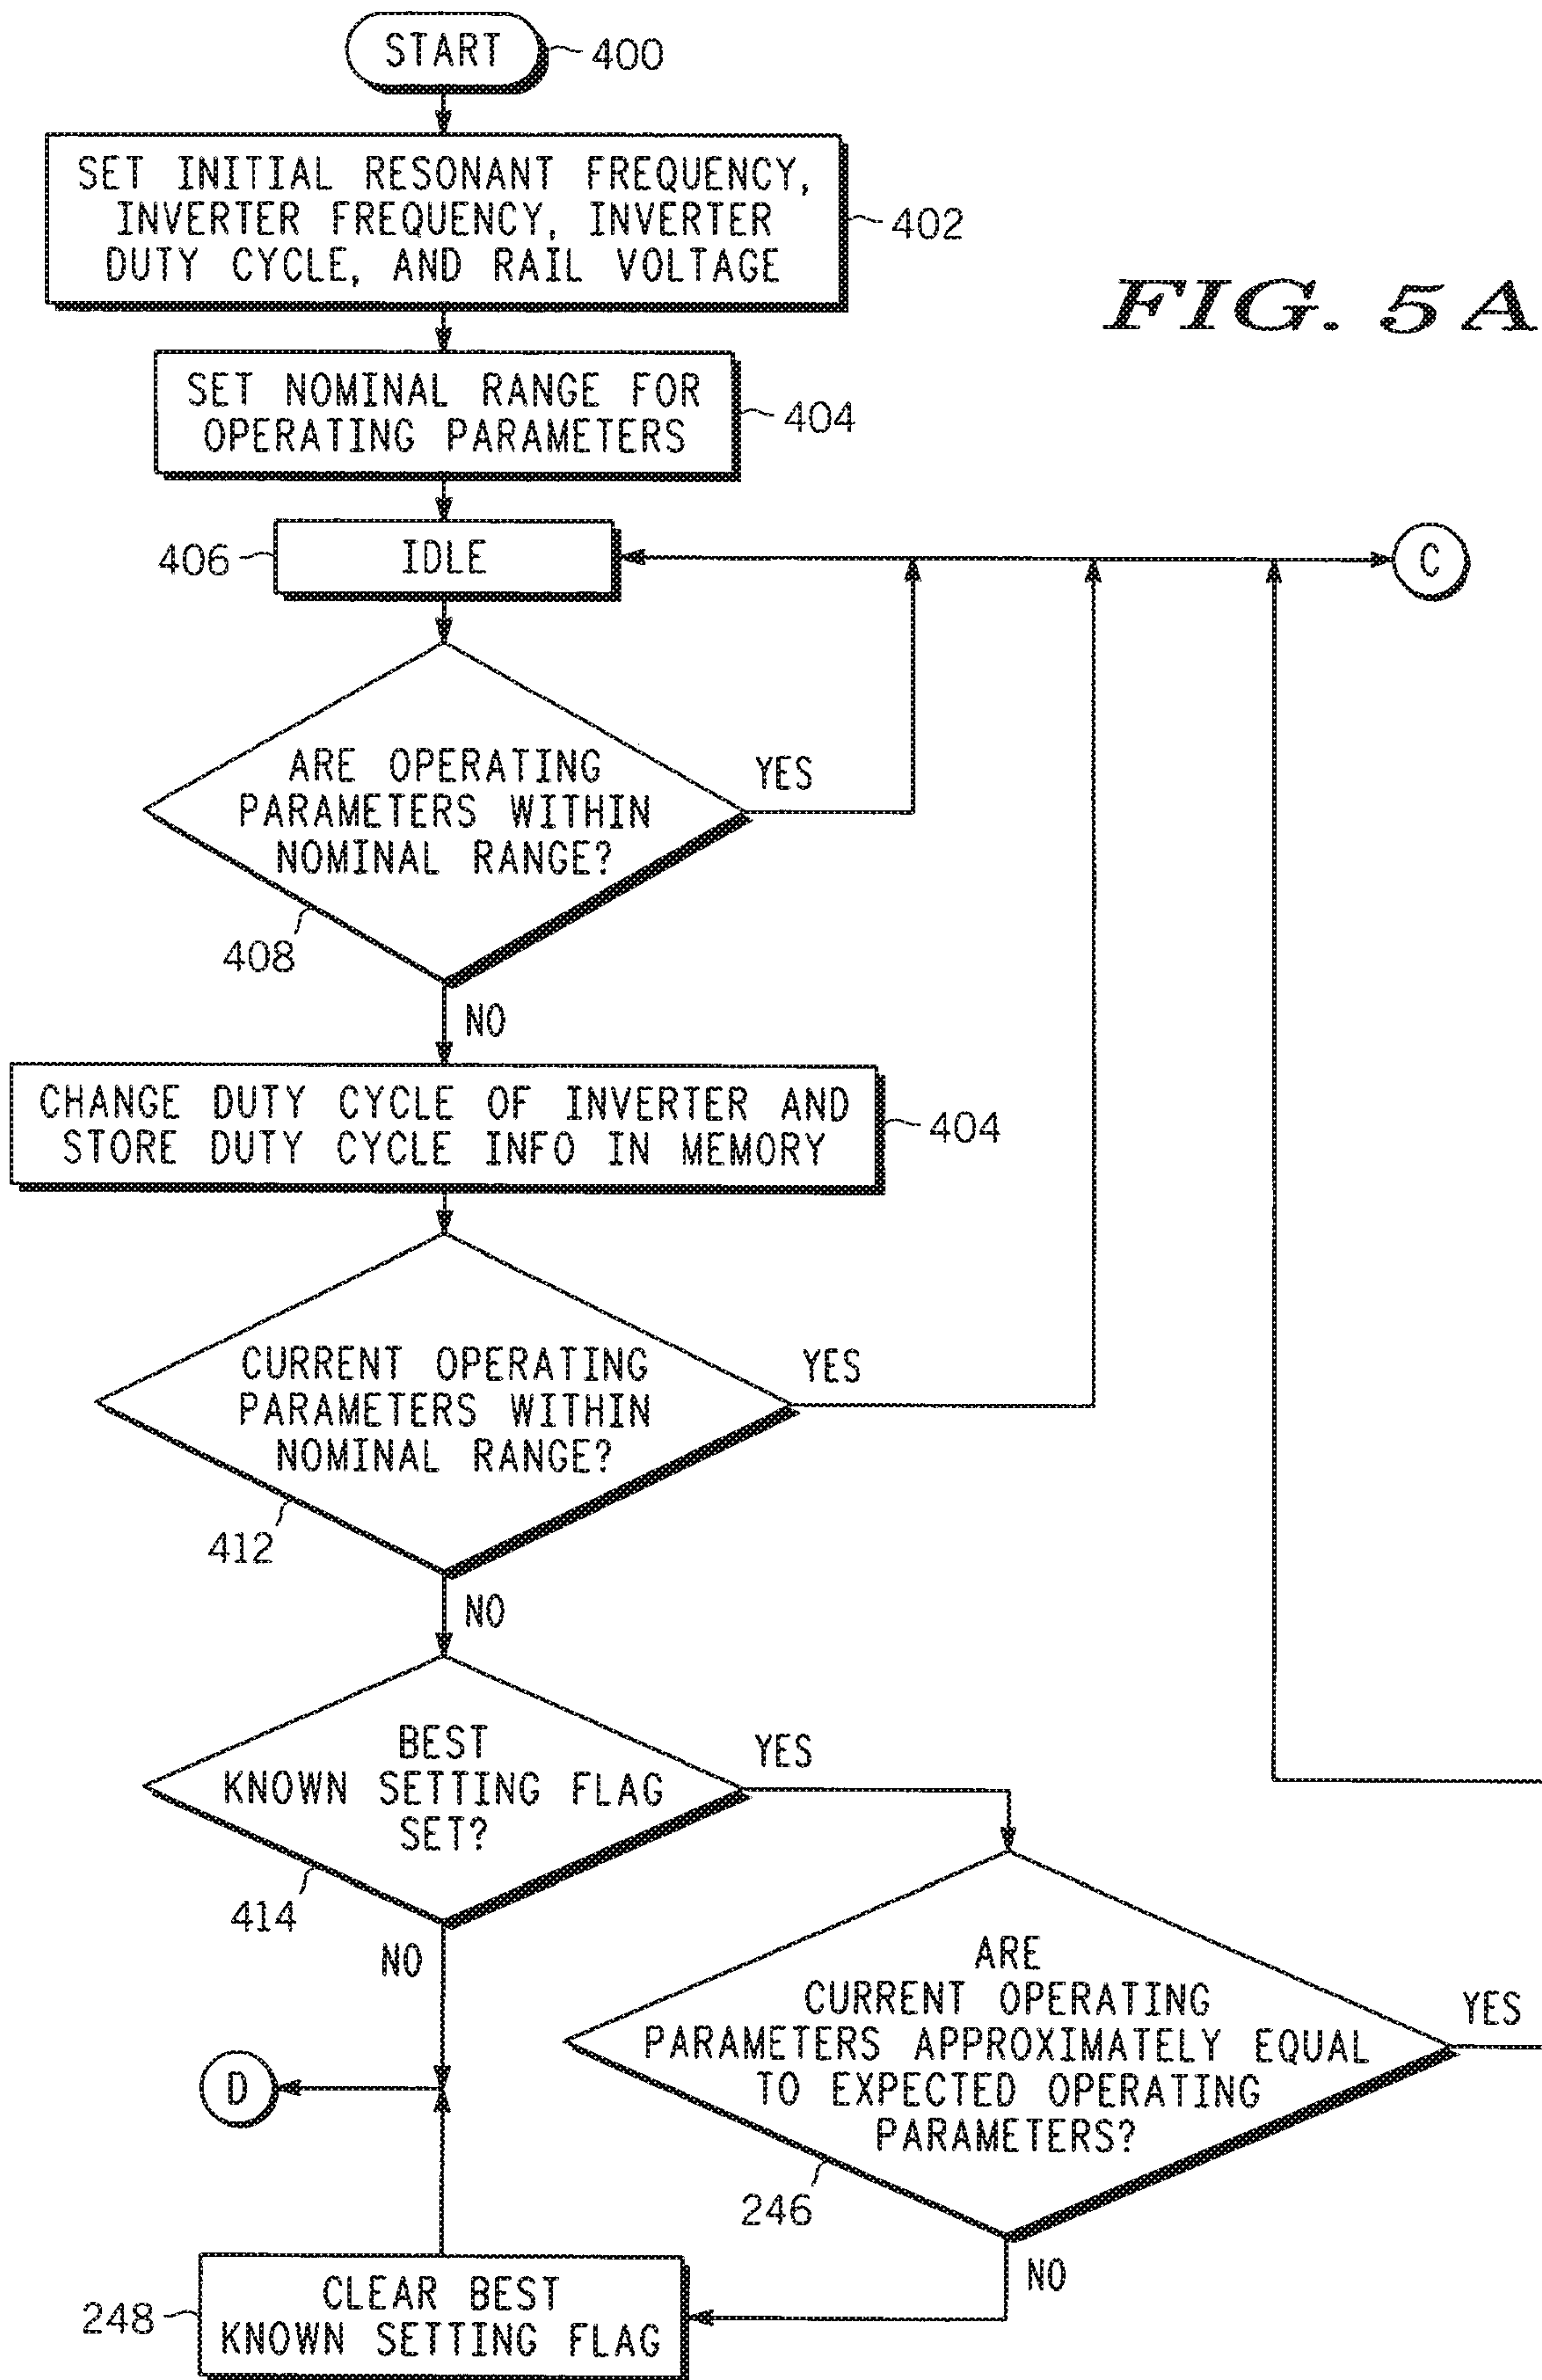 START
400
SET INITIAL RESONANT FREQUENCY,
INVERTER FREQUENCY, INVERTER
DUTY CYCLE, AND RAIL VOLTAGE
402
FIG. 5A
SET NOMINAL RANGE FOR
OPERATING PARAMETERS
404
406
IDLE
C
ARE OPERATING
PARAMETERS WITHIN
NOMINAL RANGE?
YES
408
NO
CHANGE DUTY CYCLE OF INVERTER AND
STORE DUTY CYCLE INFO IN MEMORY
404
CURRENT OPERATING
PARAMETERS WITHIN
NOMINAL RANGE?
YES
412
NO
BEST
KNOWN SETTING FLAG
SET?
YES
414
NO
ARE
CURRENT OPERATING
PARAMETERS APPROXIMATELY EQUAL
TO EXPECTED OPERATING
PARAMETERS?
YES
D
246
NO
248
CLEAR BEST
KNOWN SETTING FLAG